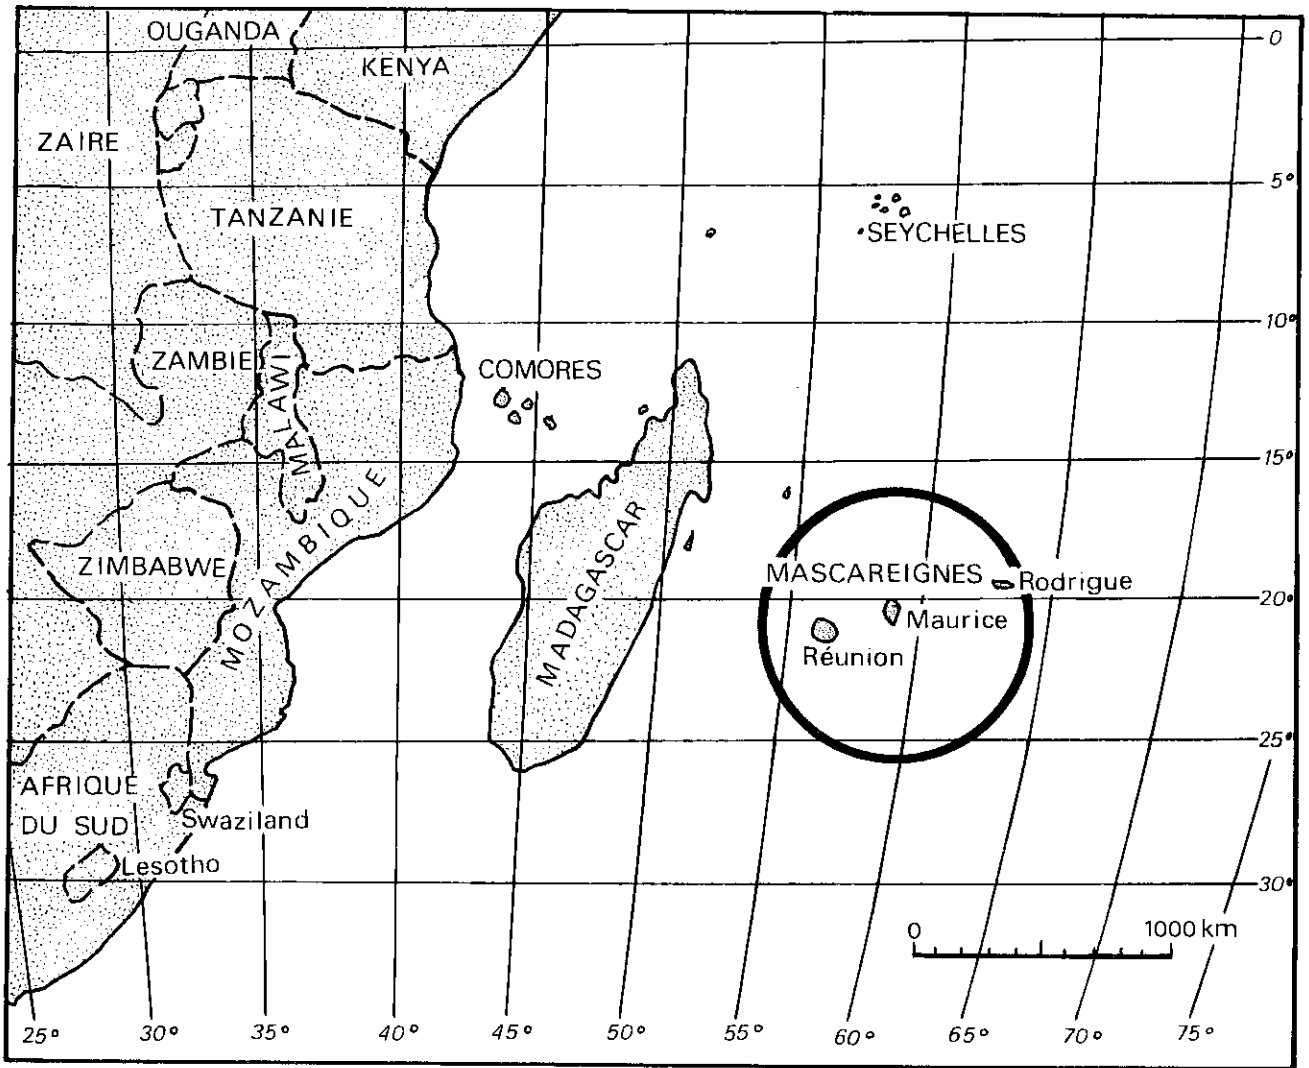 OUGANDA
KENYA
0
ZAIRE
5°
TANZANIE
SEYCHELLES
10°
ZAMBIE
MALAWI
COMORES
15°
MOZAMBIQUE
MADAGASCAR
ZIMBABWE
MASCAREIGNES
Rodrigue
20°
Maurice
Réunion
25°
AFRIQUE
DU SUD
Swaziland
Lesotho
30°
0 1000 km
25° 30° 35° 40° 45° 50° 55° 60° 65° 70° 75°